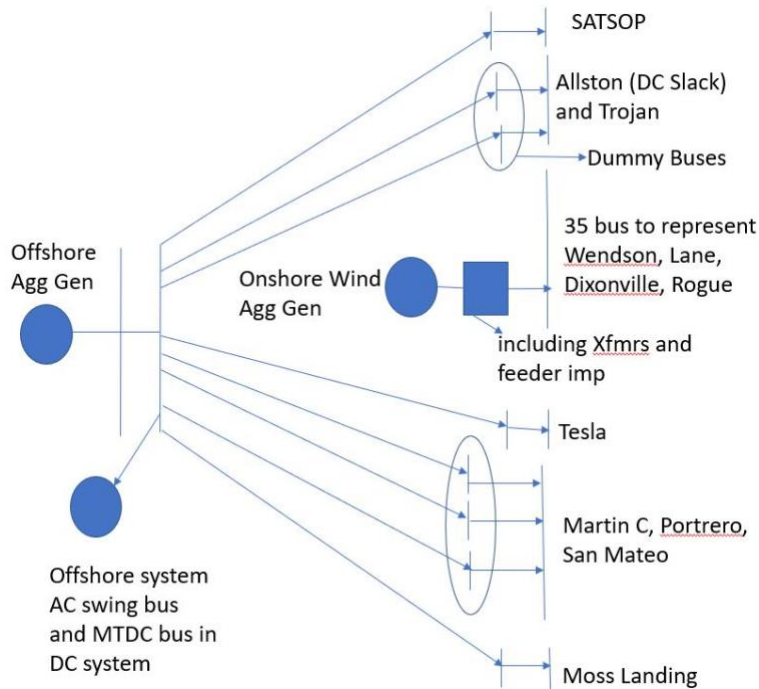 SATSOP
Allston (DC Slack)
and Trojan
Dummy Buses
35 bus to represent
Wendson, Lane,
Dixonville, Rogue
Offshore
Agg Gen
Onshore Wind
Agg Gen
including Xfmrs and
feeder imp
Tesla
Martin C, Portrero,
San Mateo
Offshore system
AC swing bus
and MTDC bus in
DC system
Moss Landing